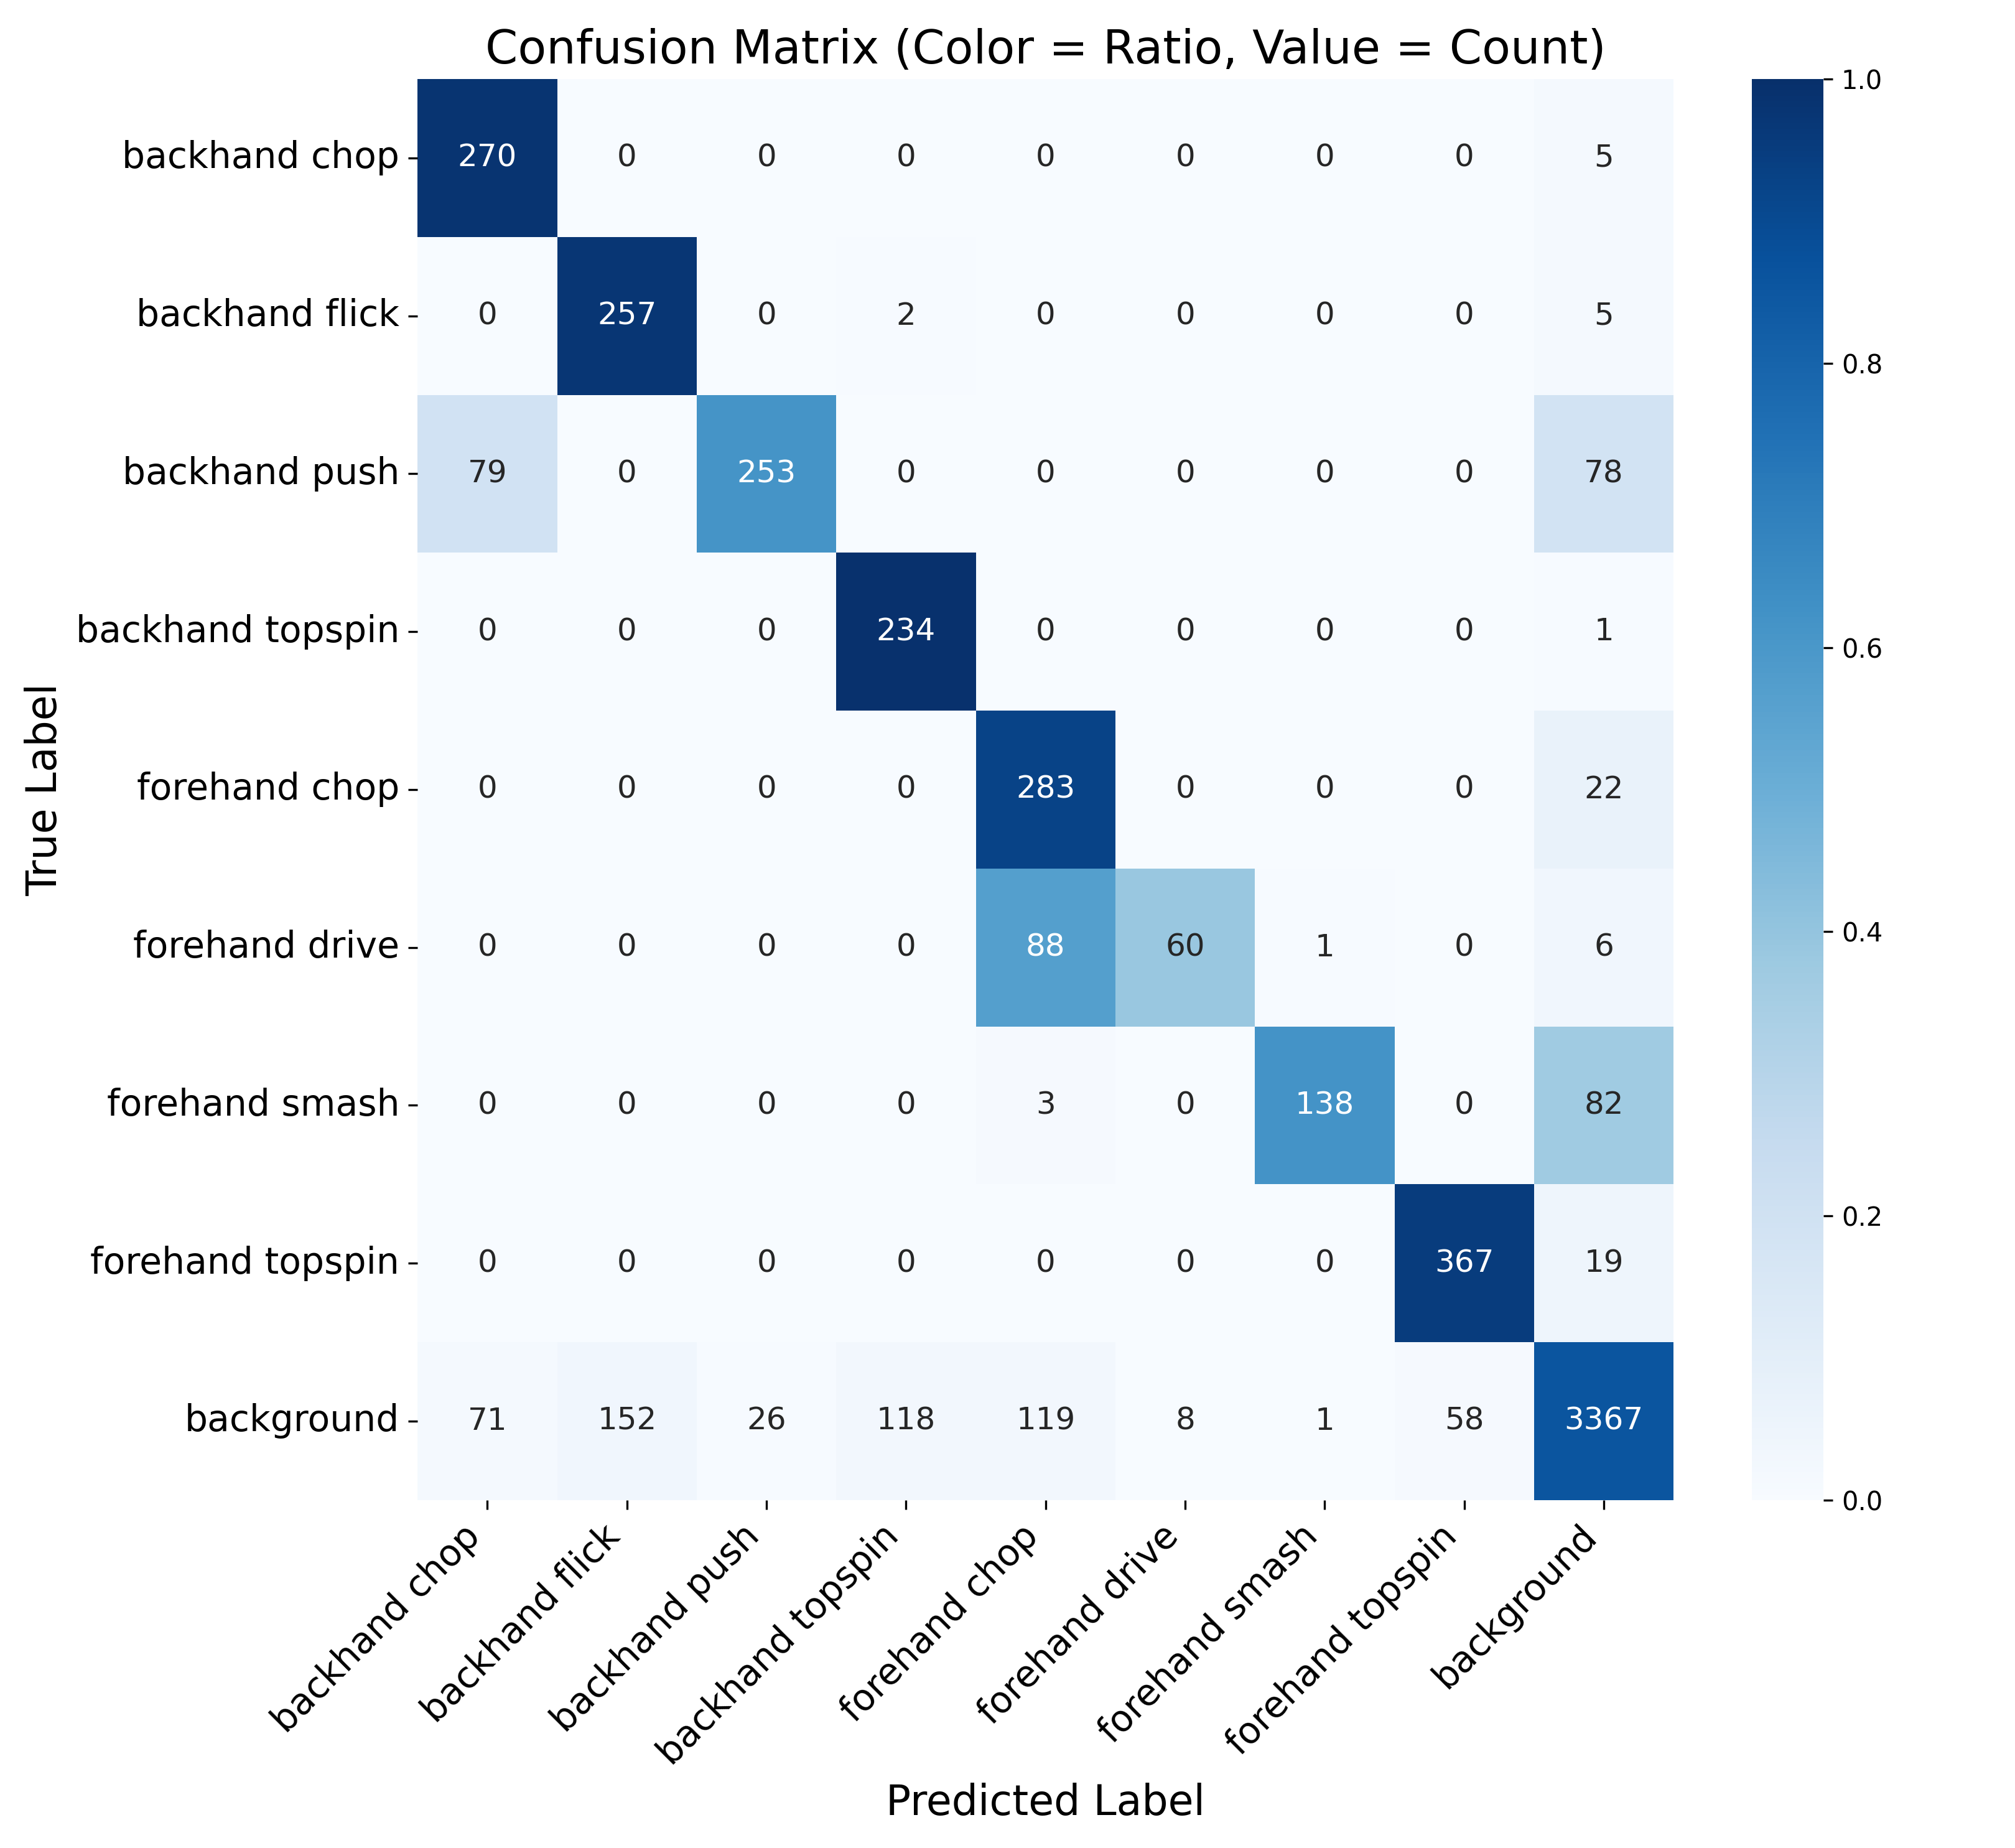 Confusion Matrix (Color = Ratio, Value = Count)
backhand chop 270 0 0 0 0 0 0 0 5
backhand flick 0 257 0 2 0 0 0 0 5
backhand push 79 0 253 0 0 0 0 0 78
backhand topspin 0 0 0 234 0 0 0 0 1
forehand chop 0 0 0 0 283 0 0 0 22
forehand drive 0 0 0 0 88 60 1 0 6
forehand smash 0 0 0 0 3 0 138 0 82
forehand topspin 0 0 0 0 0 0 0 367 19
background 71 152 26 118 119 8 1 58 3367
True Label
backhand chop
backhand flick
backhand push
backhand topspin
forehand chop
forehand drive
forehand smash
forehand topspin
background
Predicted Label
1.0
0.8
0.6
0.4
0.2
0.0